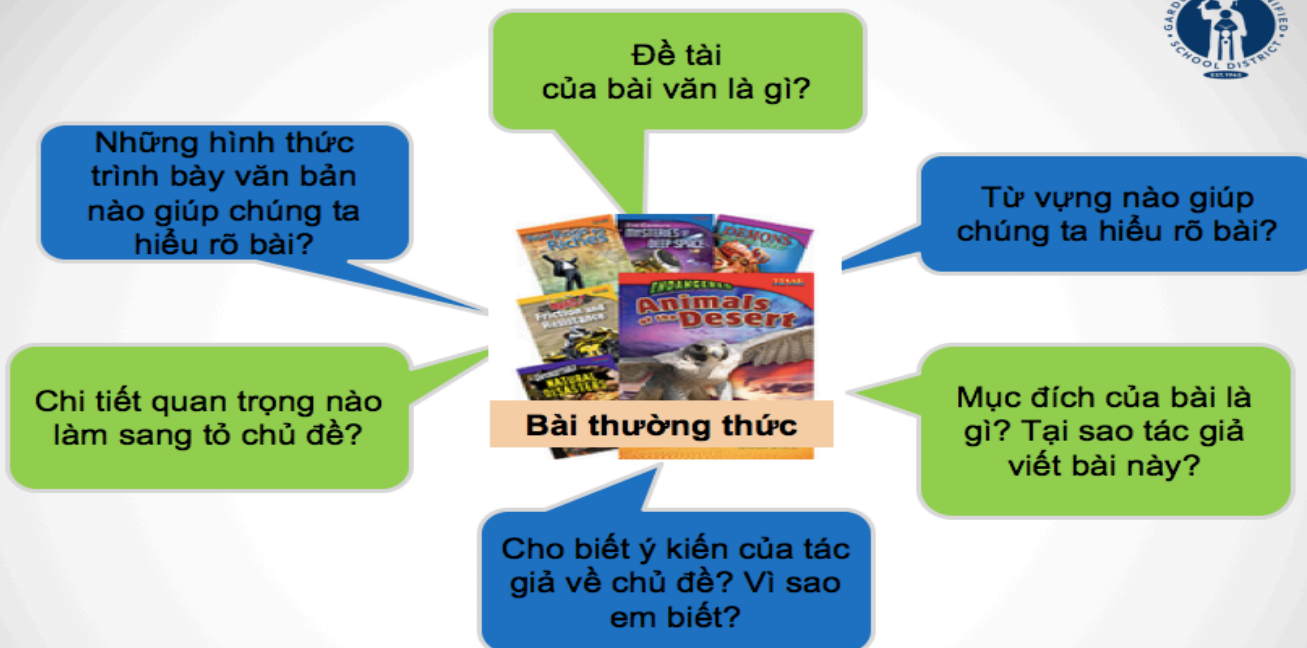 Đề tài
của bài văn là gì?
Những hình thức
trình bày văn bản
nào giúp chúng ta
hiểu rõ bài?
Từ vựng nào giúp
chúng ta hiểu rõ bài?
Chi tiết quan trọng nào
làm sang tỏ chủ đề?
Riches
MYSTERIES OF
DEEP SPACE
DEMONS
Friction and
Resistance
NATURAL
DISASTERS
ENDANGERED
TIME
Animals
of the Desert
Bài thường thức
Mục đích của bài là
gì? Tại sao tác giả
viết bài này?
Cho biết ý kiến của tác
giả về chủ đề? Vì sao
em biết?
SCHOOL DISTRICT